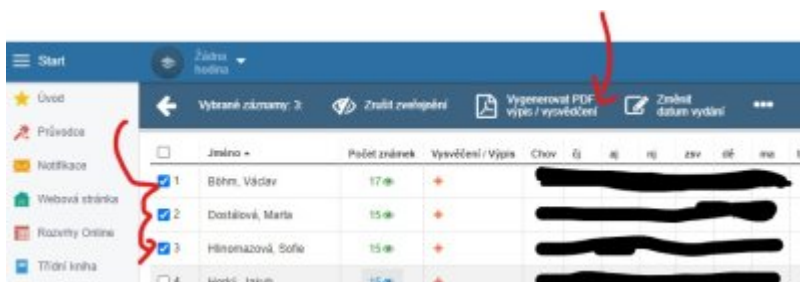 Start
Žádná
hodina
Úvod
Průvodce
Notifikace
Webová stránka
Rozvrhy Online
Třídní kniha
Vybrané záznamy: 3
Zrušit zveřejnění
Vygenerovat PDF
výpis / vysvědčení
Změnit
datum vydání
Jméno
Počet známek
Vysvěčení / Výpis
Chov
čj
aj
nj
zsv
dě
ma
1
Böhm, Václav
17
2
Dostálová, Marta
15
3
Hlinomazová, Sofie
15
4